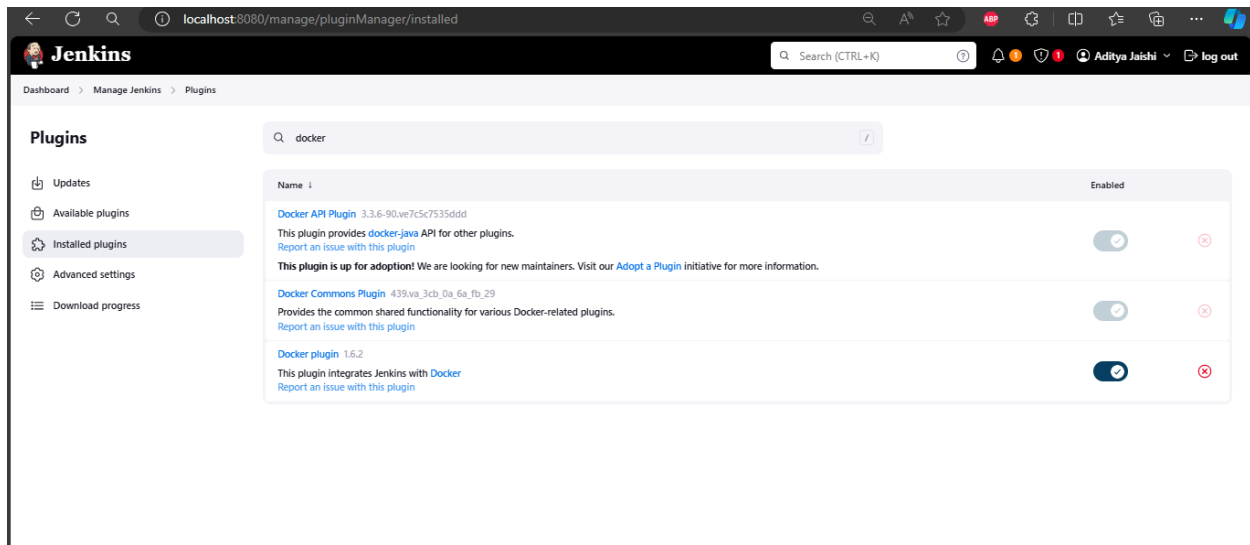 localhost:8080/manage/pluginManager/installed
ABP
Jenkins
Search (CTRL+K)
1
1
Aditya Jaishi
log out
Dashboard > Manage Jenkins > Plugins
Plugins
docker
/
Updates
Available plugins
Installed plugins
Advanced settings
Download progress
Name ↓ Enabled
Docker API Plugin 3.3.6-90.ve7c5c7535ddd
This plugin provides docker-java API for other plugins.
Report an issue with this plugin
This plugin is up for adoption! We are looking for new maintainers. Visit our Adopt a Plugin initiative for more information.
Docker Commons Plugin 439.va_3cb_0a_6a_fb_29
Provides the common shared functionality for various Docker-related plugins.
Report an issue with this plugin
Docker plugin 1.6.2
This plugin integrates Jenkins with Docker
Report an issue with this plugin